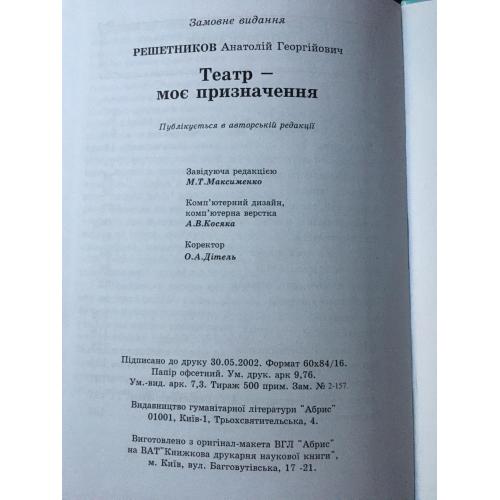 Замовне видання
РЕШЕТНИКОВ Анатолій Георгійович
Театр –
моє призначення
Публікується в авторській редакції
Завідуюча редакцією
М.Т.Максименко
Комп'ютерний дизайн,
комп'ютерна верстка
А.В.Косяка
Коректор
О.А.Дітель
Підписано до друку 30.05.2002. Формат 60х84/16.
Папір офсетний. Ум. друк. арк 9,76.
Ум.-вид. арк. 7,3. Тираж 500 прим. Зам. № 2-157.
Видавництво гуманітарної літератури "Абрис"
01001, Київ-1, Трьохсвятительська, 4.
Виготовлено з оригінал-макета ВГЛ "Абрис"
на ВАТ"Книжкова друкарня наукової книги",
м. Київ, вул. Багговутівська, 17 -21.